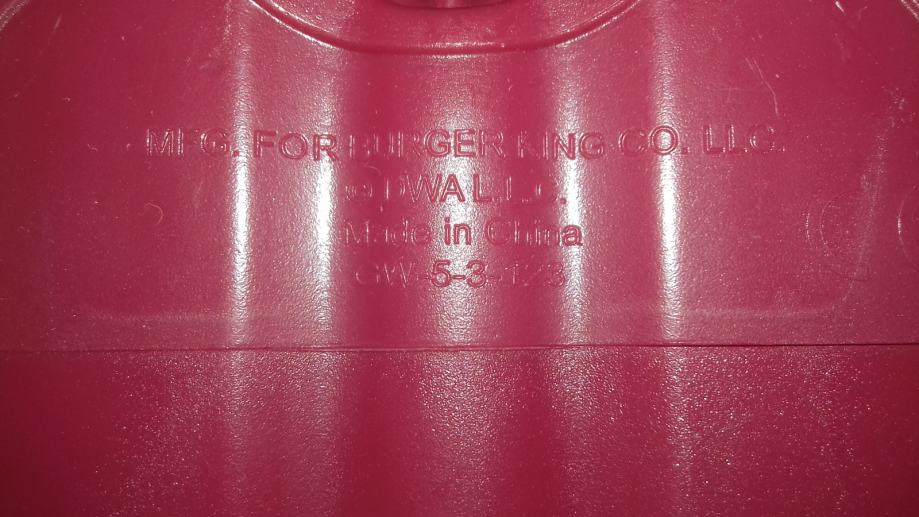 MFG. FOR BURGER KING CO. LLC.
© DWA L.L.C.
Made in China
GW-5-3-123